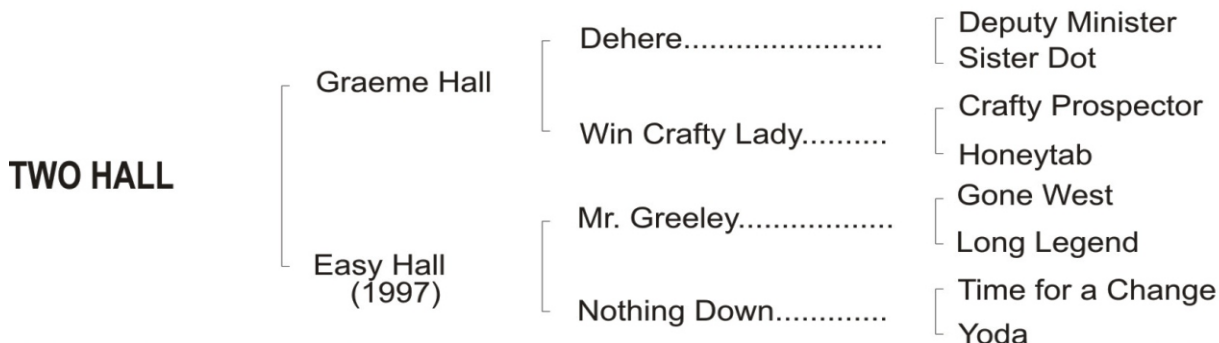 Deputy Minister
Dehere.......................
Sister Dot
Graeme Hall
Crafty Prospector
Win Crafty Lady..........
Honeytab
TWO HALL
Gone West
Mr. Greeley..................
Long Legend
Easy Hall
(1997)
Time for a Change
Nothing Down.............
Yoda